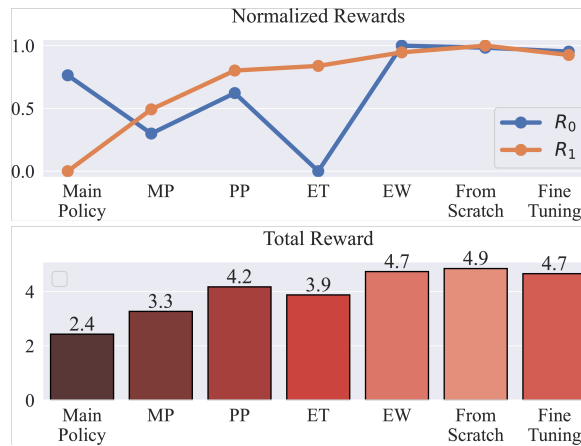 Normalized Rewards
1.0
0.5
0.0
R0
R1
Main Policy
MP
PP
ET
EW
From Scratch
Fine Tuning
Total Reward
4
2
0
2.4
3.3
4.2
3.9
4.7
4.9
4.7
Main Policy
MP
PP
ET
EW
From Scratch
Fine Tuning